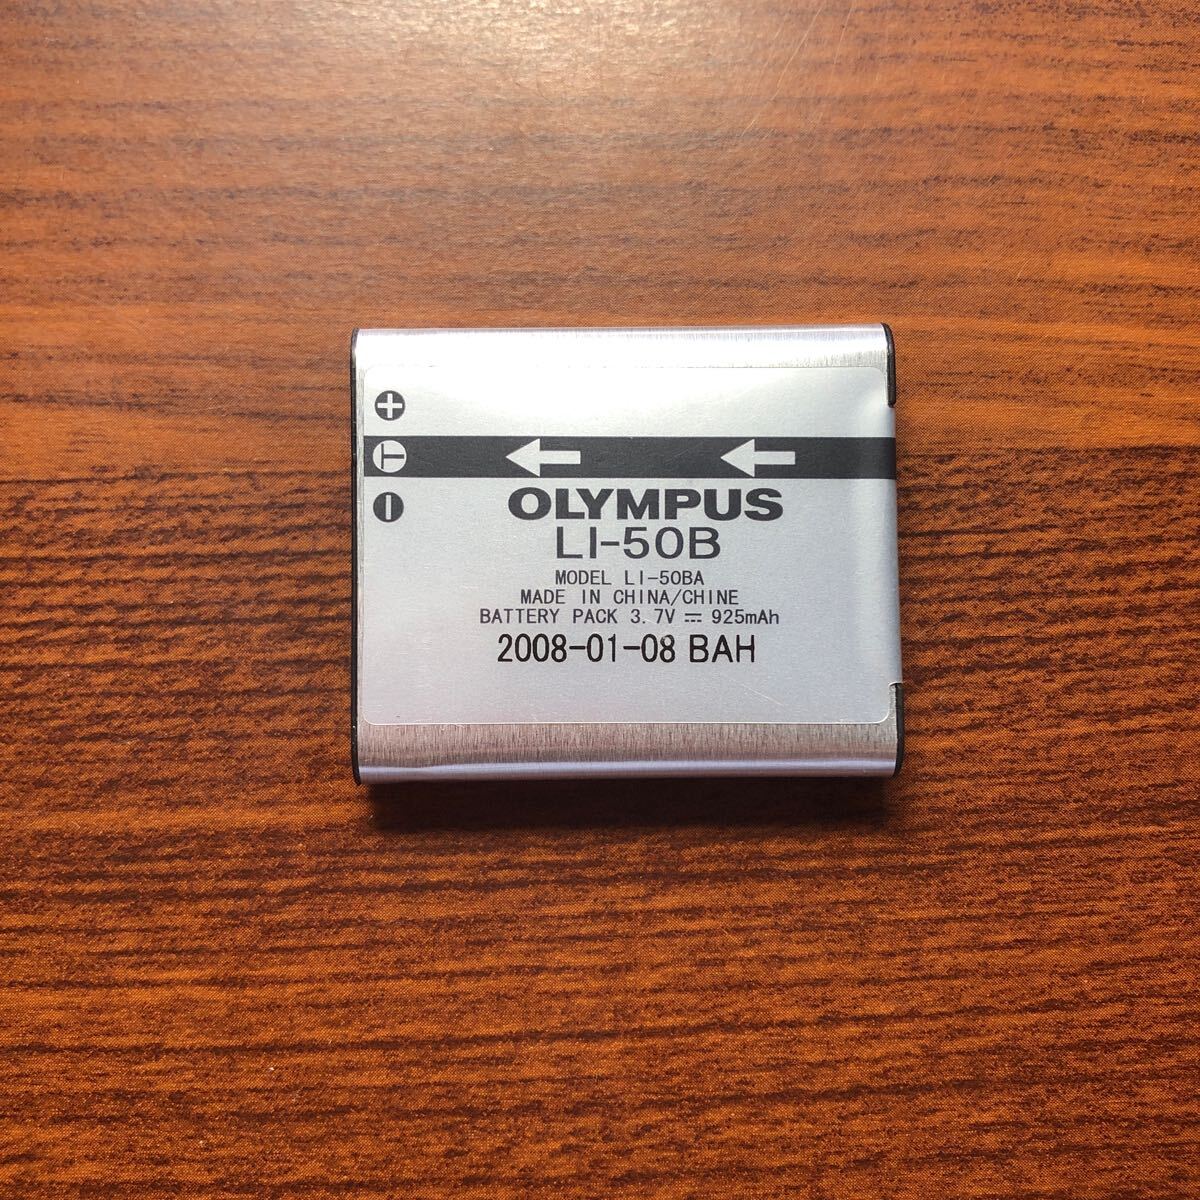 +
T
−
OLYMPUS
LI-50B
MODEL LI-50BA
MADE IN CHINA/CHINE
BATTERY PACK 3.7V ⎓ 925mAh
2008-01-08 BAH